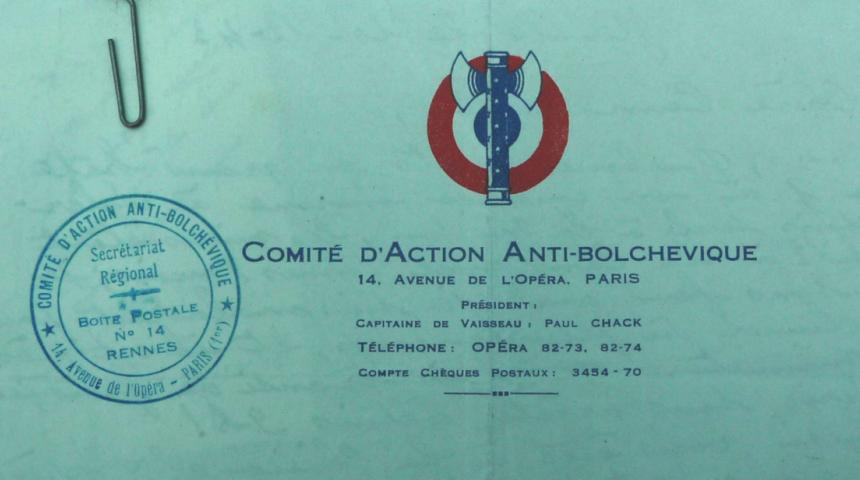 COMITÉ D'ACTION ANTI-BOLCHEVIQUE
14, AVENUE DE L'OPÉRA. PARIS
PRÉSIDENT :
CAPITAINE DE VAISSEAU : PAUL CHACK
TÉLÉPHONE : OPÉRA 82-73, 82-74
COMPTE CHÈQUES POSTAUX : 3454 - 70
COMITÉ D'ACTION ANTI-BOLCHÉVIQUE
Secrétariat
Régional
BOITE POSTALE
N° 14
RENNES
★ 14, Avenue de l'Opéra - PARIS (1er) ★